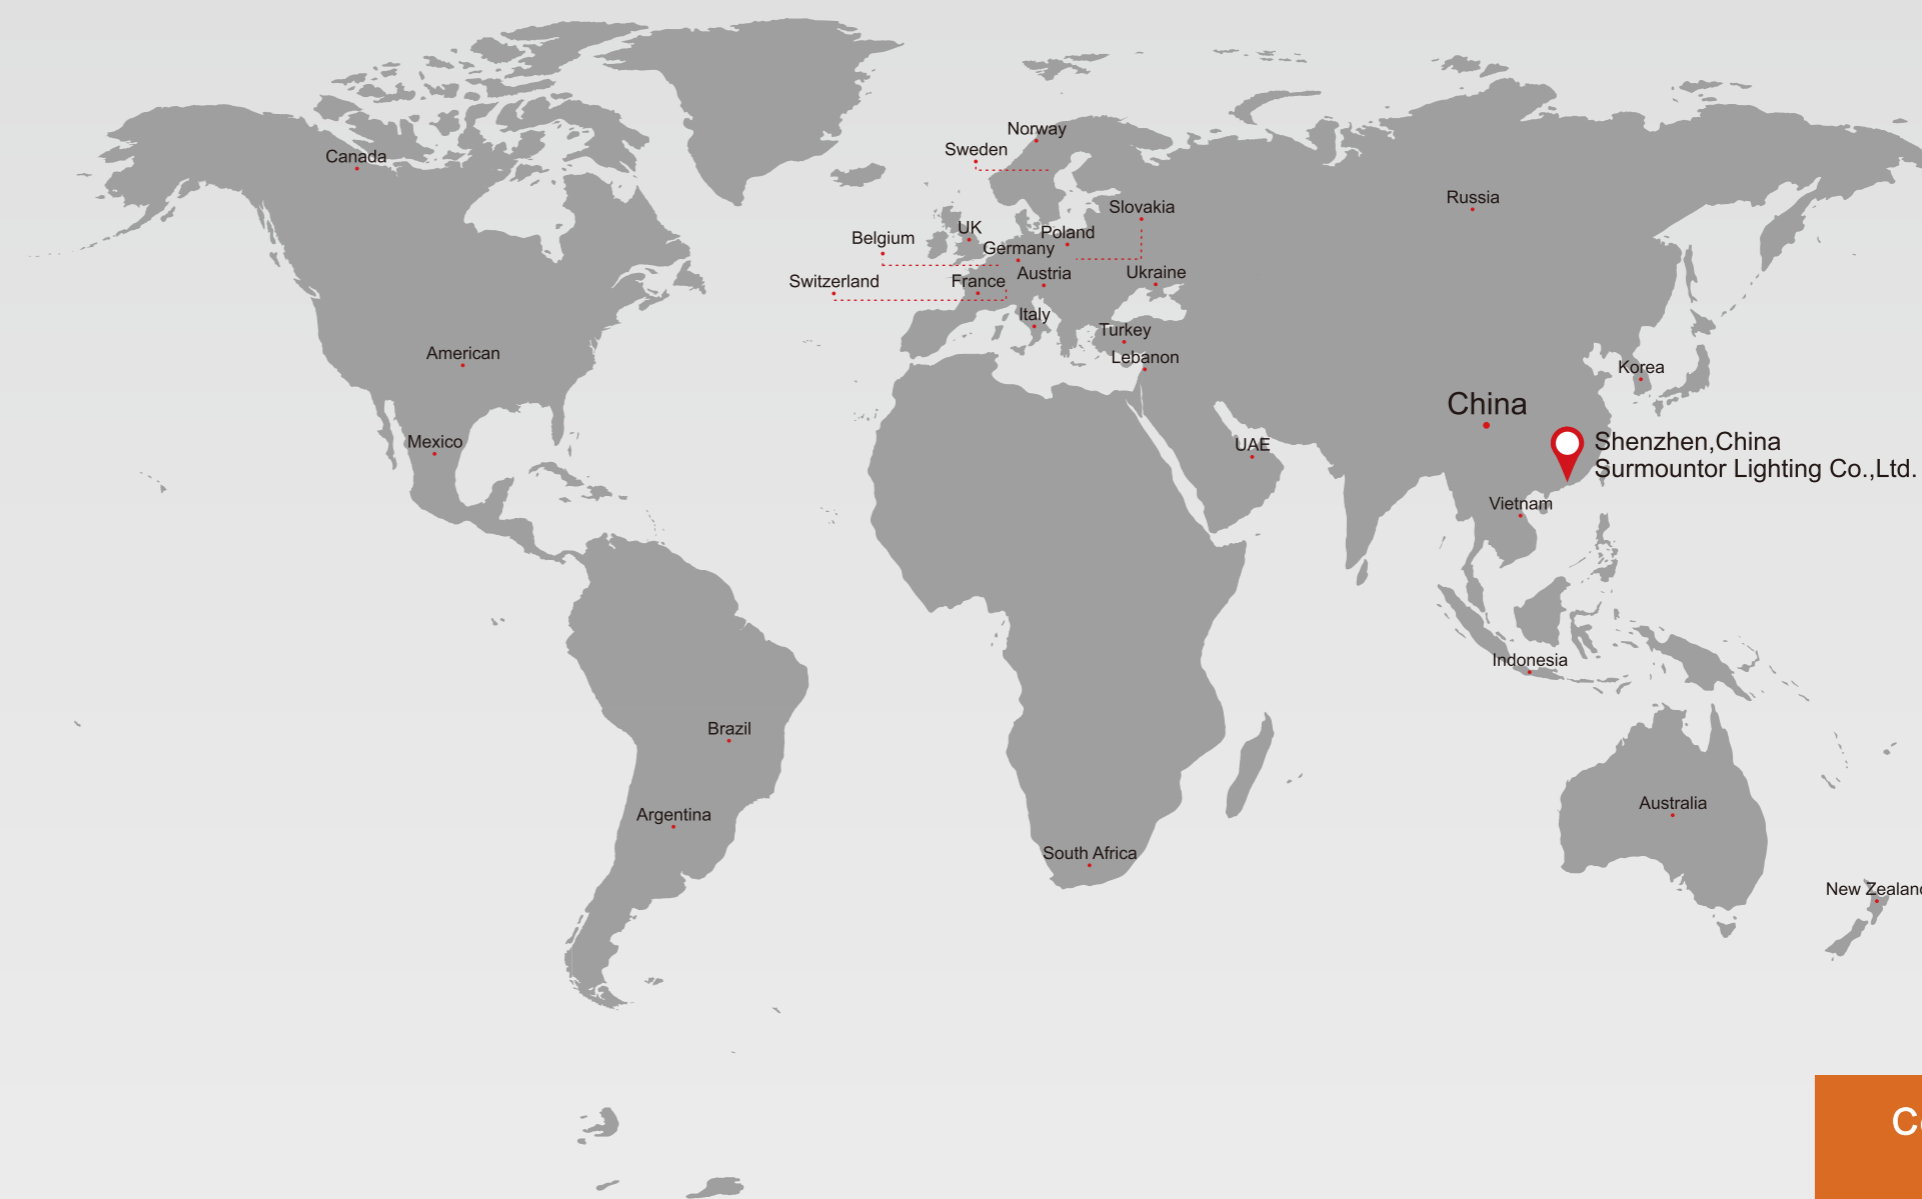 Norway
Sweden
Canada
Russia
Slovakia
UK
Poland
Belgium
Germany
Austria
Ukraine
Switzerland
France
Italy
Turkey
American
Lebanon
Korea
China
Mexico
UAE
Shenzhen,China
Surmountor Lighting Co.,Ltd.
Vietnam
Indonesia
Brazil
Australia
Argentina
South Africa
New Zealand